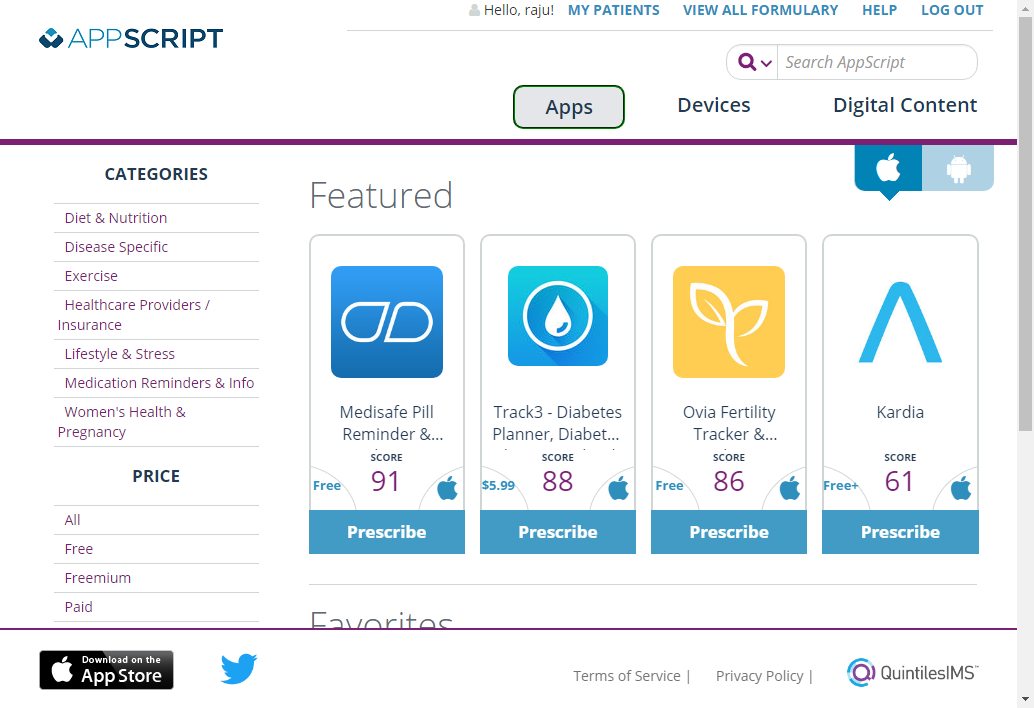 Hello, raju! MY PATIENTS VIEW ALL FORMULARY HELP LOG OUT
APPSCRIPT
Search AppScript
Apps Devices Digital Content
CATEGORIES
Diet & Nutrition
Disease Specific
Exercise
Healthcare Providers /
Insurance
Lifestyle & Stress
Medication Reminders & Info
Women's Health &
Pregnancy
PRICE
All
Free
Freemium
Paid
Featured
Medisafe Pill
Reminder &...
SCORE
Free 91
Prescribe
Track3 - Diabetes
Planner, Diabet...
SCORE
$5.99 88
Prescribe
Ovia Fertility
Tracker &...
SCORE
Free 86
Prescribe
Kardia
SCORE
Free+ 61
Prescribe
Favorites
Download on the
App Store
Terms of Service |
Privacy Policy |
QuintilesIMS™